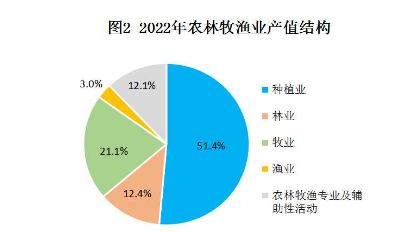 图2 2022年农林牧渔业产值结构
3.0%
12.1%
51.4%
21.1%
12.4%
种植业
林业
牧业
渔业
农林牧渔专业及辅
助性活动